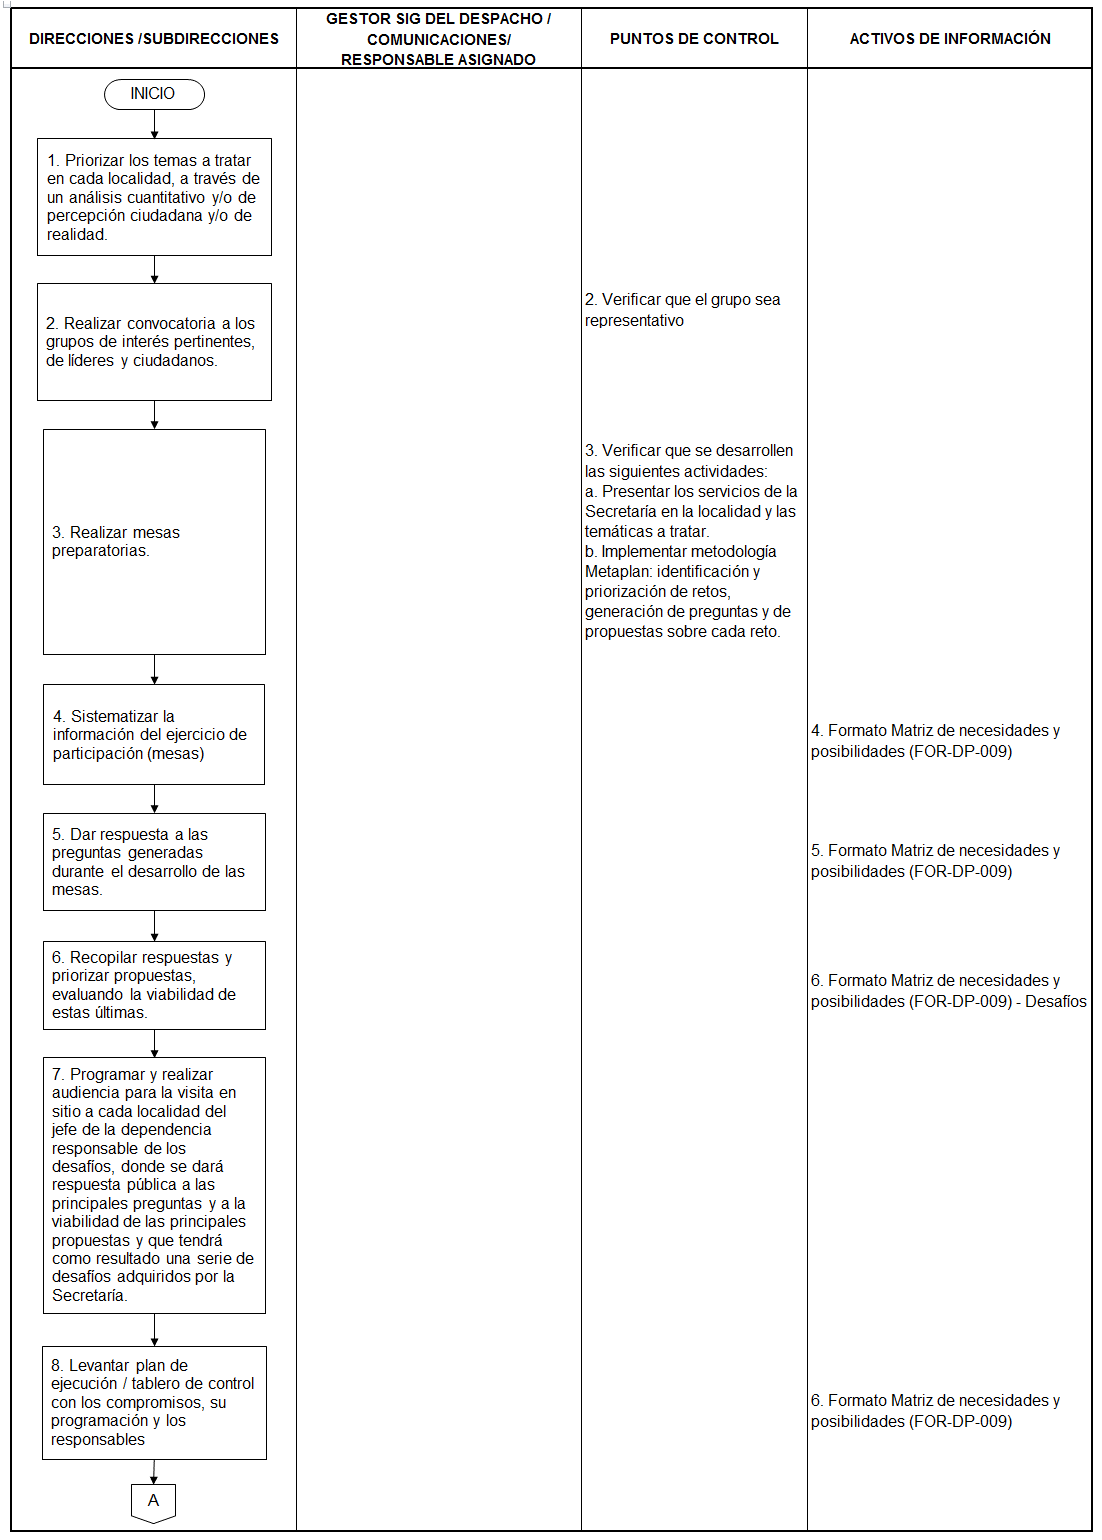 DIRECCIONES /SUBDIRECCIONES
GESTOR SIG DEL DESPACHO /
COMUNICACIONES/
RESPONSABLE ASIGNADO
PUNTOS DE CONTROL
ACTIVOS DE INFORMACIÓN
INICIO
1. Priorizar los temas a tratar
en cada localidad, a través de
un análisis cuantitativo y/o de
percepción ciudadana y/o de
realidad.
2. Realizar convocatoria a los
grupos de interés pertinentes,
de líderes y ciudadanos.
2. Verificar que el grupo sea
representativo
3. Realizar mesas
preparatorias.
3. Verificar que se desarrollen
las siguientes actividades:
a. Presentar los servicios de la
Secretaría en la localidad y las
temáticas a tratar.
b. Implementar metodología
Metaplan: identificación y
priorización de retos,
generación de preguntas y de
propuestas sobre cada reto.
4. Sistematizar la
información del ejercicio de
participación (mesas)
4. Formato Matriz de necesidades y
posibilidades (FOR-DP-009)
5. Dar respuesta a las
preguntas generadas
durante el desarrollo de las
mesas.
5. Formato Matriz de necesidades y
posibilidades (FOR-DP-009)
6. Recopilar respuestas y
priorizar propuestas,
evaluando la viabilidad de
estas últimas.
6. Formato Matriz de necesidades y
posibilidades (FOR-DP-009) - Desafíos
7. Programar y realizar
audiencia para la visita en
sitio a cada localidad del
jefe de la dependencia
responsable de los
desafíos, donde se dará
respuesta pública a las
principales preguntas y a la
viabilidad de las principales
propuestas y que tendrá
como resultado una serie de
desafíos adquiridos por la
Secretaría.
8. Levantar plan de
ejecución / tablero de control
con los compromisos, su
programación y los
responsables
6. Formato Matriz de necesidades y
posibilidades (FOR-DP-009)
A